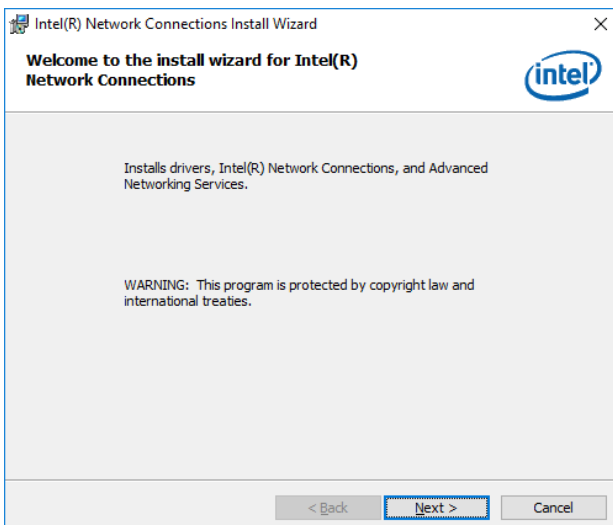 Intel(R) Network Connections Install Wizard
Welcome to the install wizard for Intel(R)
Network Connections
intel
Installs drivers, Intel(R) Network Connections, and Advanced
Networking Services.
WARNING:  This program is protected by copyright law and
international treaties.
< Back
Next >
Cancel